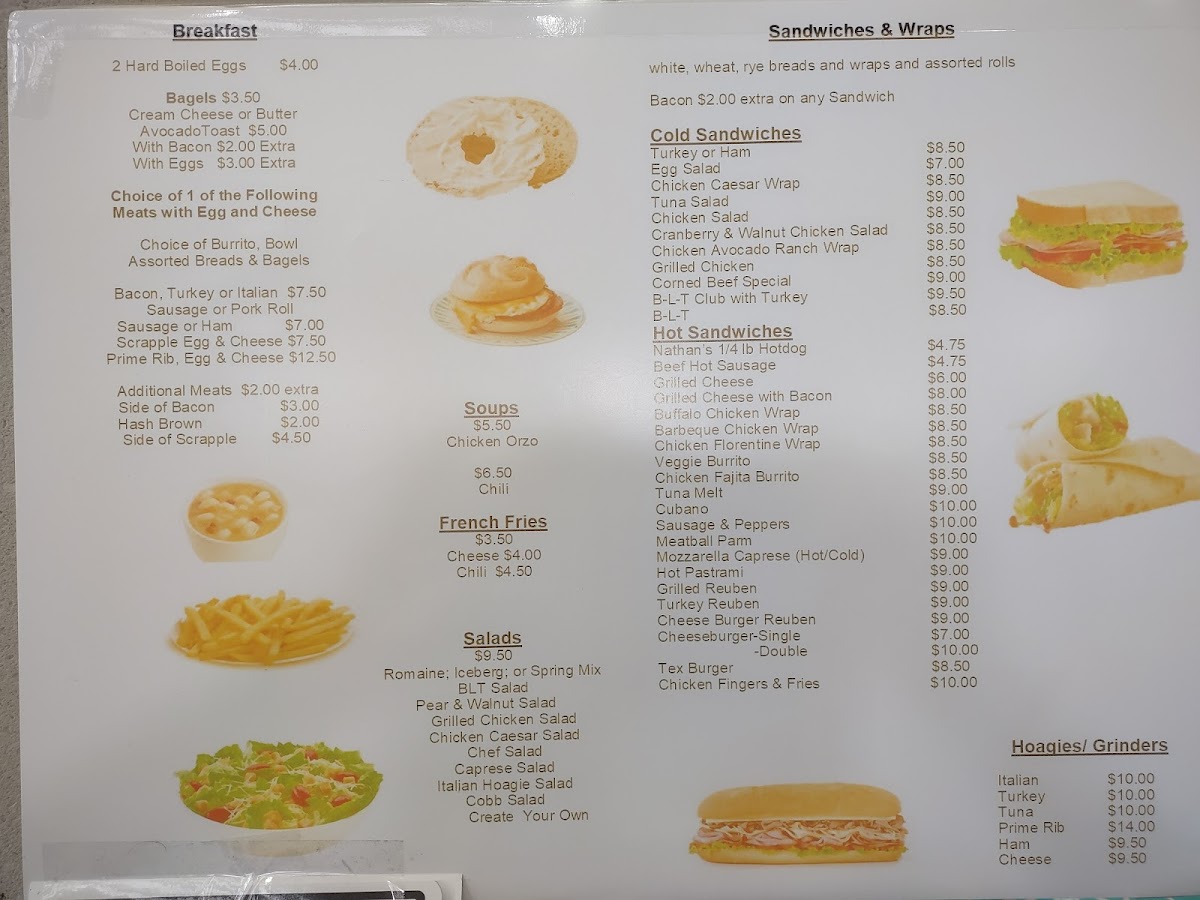 Breakfast
2 Hard Boiled Eggs $4.00
Bagels $3.50
Cream Cheese or Butter
AvocadoToast $5.00
With Bacon $2.00 Extra
With Eggs $3.00 Extra
Choice of 1 of the Following
Meats with Egg and Cheese
Choice of Burrito, Bowl
Assorted Breads & Bagels
Bacon, Turkey or Italian $7.50
Sausage or Pork Roll
Sausage or Ham $7.00
Scrapple Egg & Cheese $7.50
Prime Rib, Egg & Cheese $12.50
Additional Meats $2.00 extra
Side of Bacon $3.00
Hash Brown $2.00
Side of Scrapple $4.50
Soups
$5.50
Chicken Orzo
$6.50
Chili
French Fries
$3.50
Cheese $4.00
Chili $4.50
Salads
$9.50
Romaine; Iceberg; or Spring Mix
BLT Salad
Pear & Walnut Salad
Grilled Chicken Salad
Chicken Caesar Salad
Chef Salad
Caprese Salad
Italian Hoagie Salad
Cobb Salad
Create Your Own
Sandwiches & Wraps
white, wheat, rye breads and wraps and assorted rolls
Bacon $2.00 extra on any Sandwich
Cold Sandwiches
Turkey or Ham $8.50
Egg Salad $7.00
Chicken Caesar Wrap $8.50
Tuna Salad $9.00
Chicken Salad $8.50
Cranberry & Walnut Chicken Salad $8.50
Chicken Avocado Ranch Wrap $8.50
Grilled Chicken $8.50
Corned Beef Special $9.00
B-L-T Club with Turkey $9.50
B-L-T $8.50
Hot Sandwiches
Nathan's 1/4 lb Hotdog $4.75
Beef Hot Sausage $4.75
Grilled Cheese $6.00
Grilled Cheese with Bacon $8.00
Buffalo Chicken Wrap $8.50
Barbeque Chicken Wrap $8.50
Chicken Florentine Wrap $8.50
Veggie Burrito $8.50
Chicken Fajita Burrito $8.50
Tuna Melt $9.00
Cubano $10.00
Sausage & Peppers $10.00
Meatball Parm $10.00
Mozzarella Caprese (Hot/Cold) $9.00
Hot Pastrami $9.00
Grilled Reuben $9.00
Turkey Reuben $9.00
Cheese Burger Reuben $9.00
Cheeseburger-Single $7.00
-Double $10.00
Tex Burger $8.50
Chicken Fingers & Fries $10.00
Hoagies/ Grinders
Italian $10.00
Turkey $10.00
Tuna $10.00
Prime Rib $14.00
Ham $9.50
Cheese $9.50